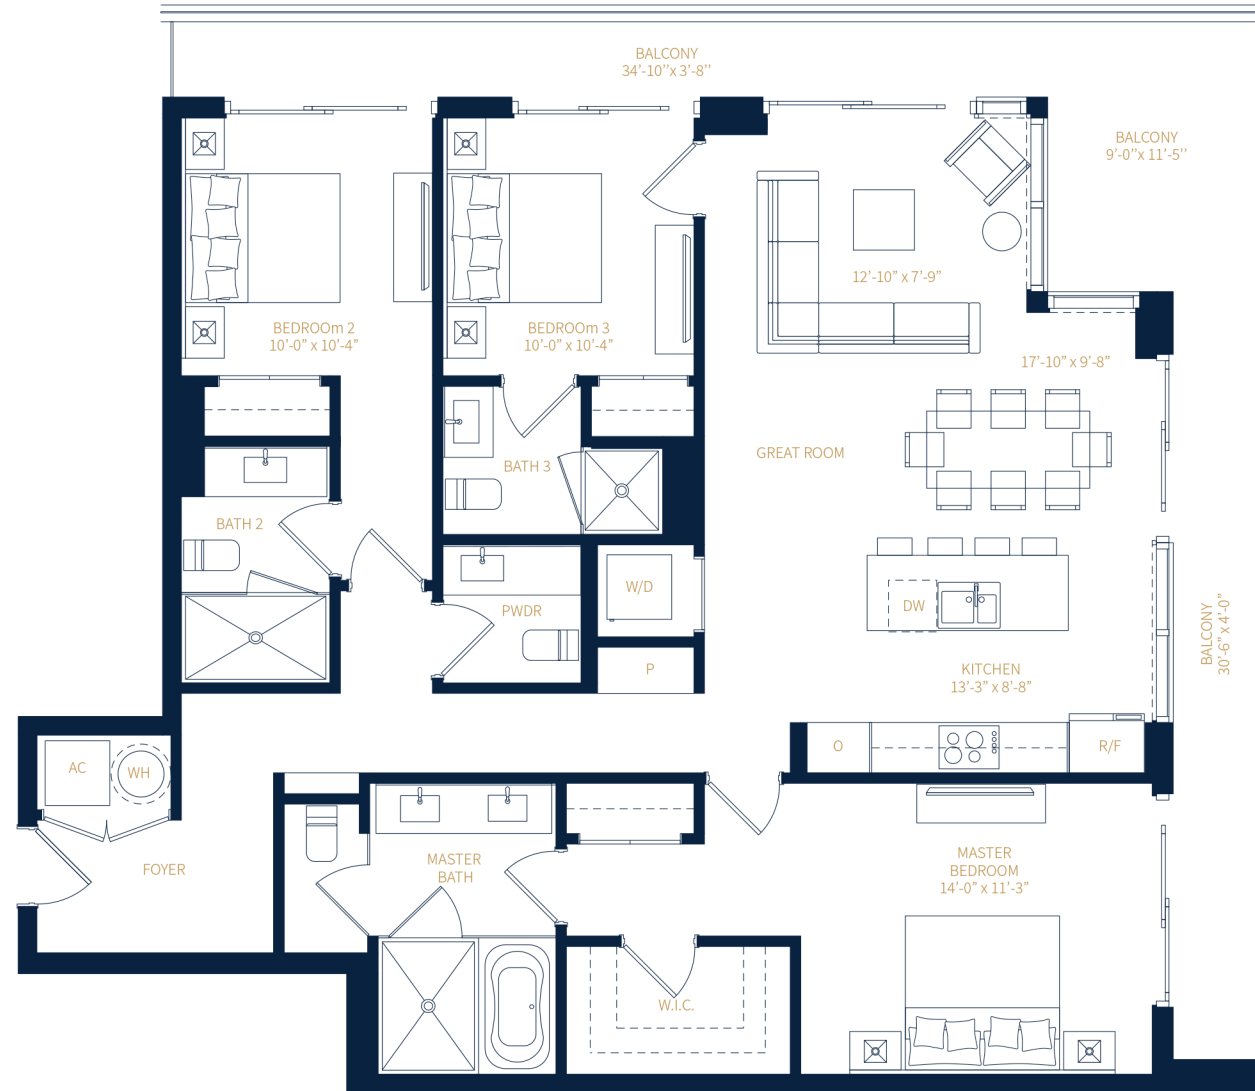 BALCONY
34'-10''x 3'-8''
BALCONY
9'-0''x 11'-5''
12'-10" x 7'-9"
BEDROOm 2
10'-0" x 10'-4"
BEDROOm 3
10'-0" x 10'-4"
17'-10" x 9'-8"
GREAT ROOM
BATH 3
BATH 2
W/D
DW
PWDR
BALCONY
30'-6" x 4'-0"
P
KITCHEN
13'-3" x 8'-8"
O
R/F
AC
WH
FOYER
MASTER
BATH
MASTER
BEDROOM
14'-0" x 11'-3"
W.I.C.